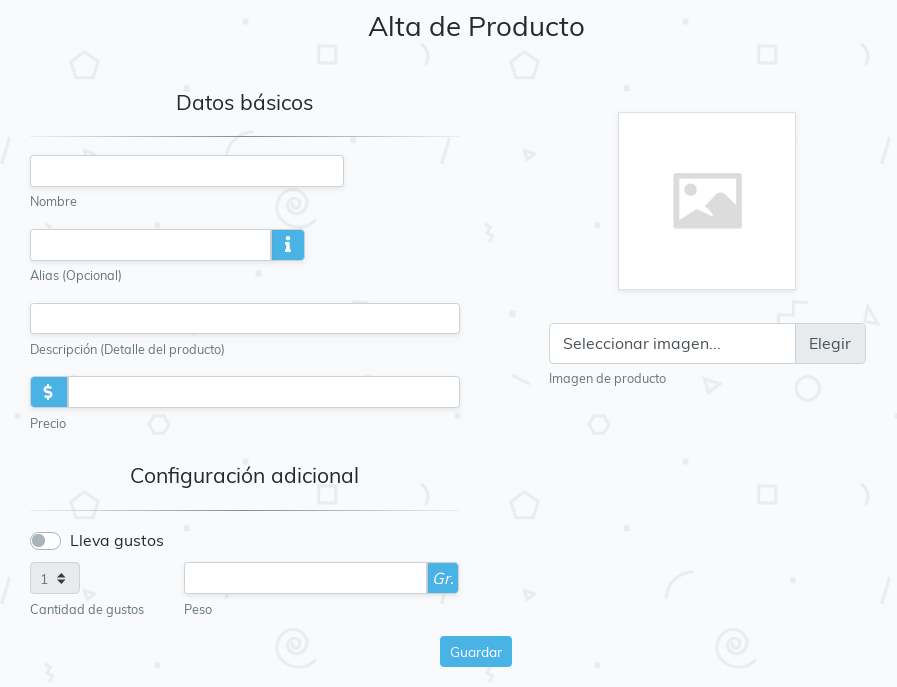 Alta de Producto
Datos básicos
Nombre
Alias (Opcional)
Descripción (Detalle del producto)
$
Precio
Seleccionar imagen... Elegir
Imagen de producto
Configuración adicional
Lleva gustos
1
Gr.
Cantidad de gustos
Peso
Guardar